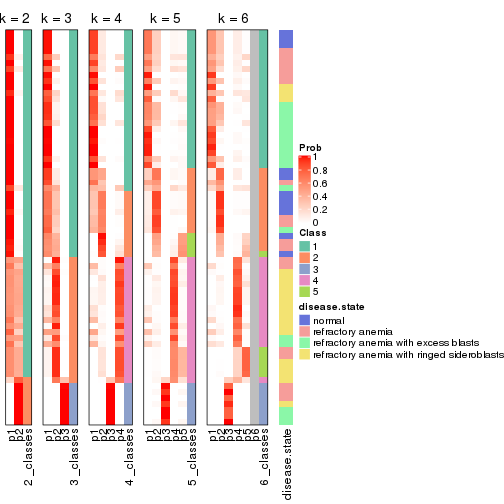 k = 2 k = 3 k = 4 k = 5 k = 6
Prob
1
0.8
0.6
0.4
0.2
0
Class
1
2
3
4
5
disease.state
normal
refractory anemia
refractory anemia with excess blasts
refractory anemia with ringed sideroblasts
p1 p2 2_classes p1 p2 p3 3_classes p1 p2 p3 p4 4_classes p1 p2 p3 p4 p5 5_classes p1 p2 p3 p4 p5 p6 6_classes disease.state